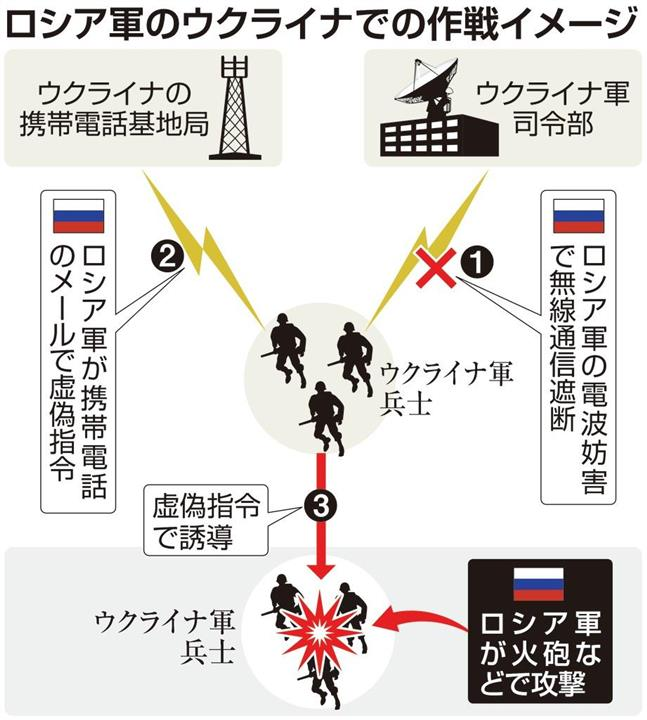 ロシア軍のウクライナでの作戦イメージ
ウクライナの
携帯電話基地局
ウクライナ軍
司令部
❶
ロシア軍の電波妨害
で無線通信遮断
❷
ロシア軍が携帯電話
のメールで虚偽指令
ウクライナ軍
兵士
❸
虚偽指令
で誘導
ウクライナ軍
兵士
ロシア軍
が火砲な
どで攻撃